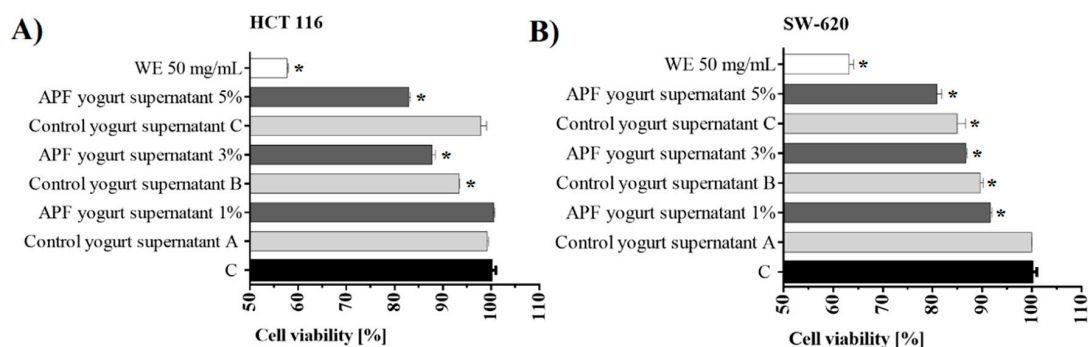 A)
HCT 116
WE 50 mg/mL
*
APF yogurt supernatant 5%
*
Control yogurt supernatant C
APF yogurt supernatant 3%
*
Control yogurt supernatant B
*
APF yogurt supernatant 1%
Control yogurt supernatant A
C
50 60 70 80 90 100 110
Cell viability [%]
B)
SW-620
WE 50 mg/mL
*
APF yogurt supernatant 5%
*
Control yogurt supernatant C
*
APF yogurt supernatant 3%
*
Control yogurt supernatant B
*
APF yogurt supernatant 1%
*
Control yogurt supernatant A
C
50 60 70 80 90 100 110
Cell viability [%]